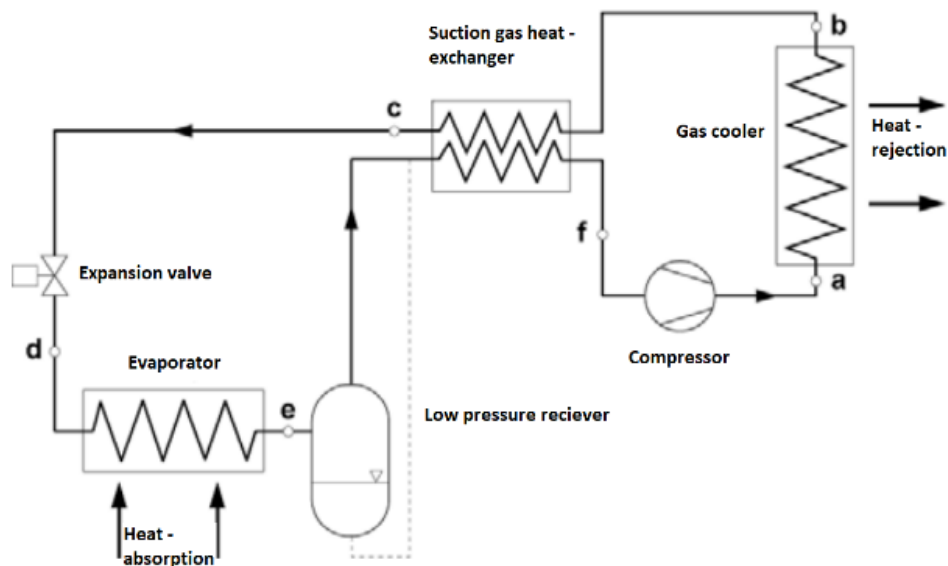 Suction gas heat -
exchanger
b
c
Gas cooler
Heat -
rejection
f
Expansion valve
a
d
Evaporator
Compressor
e
Low pressure reciever
Heat -
absorption